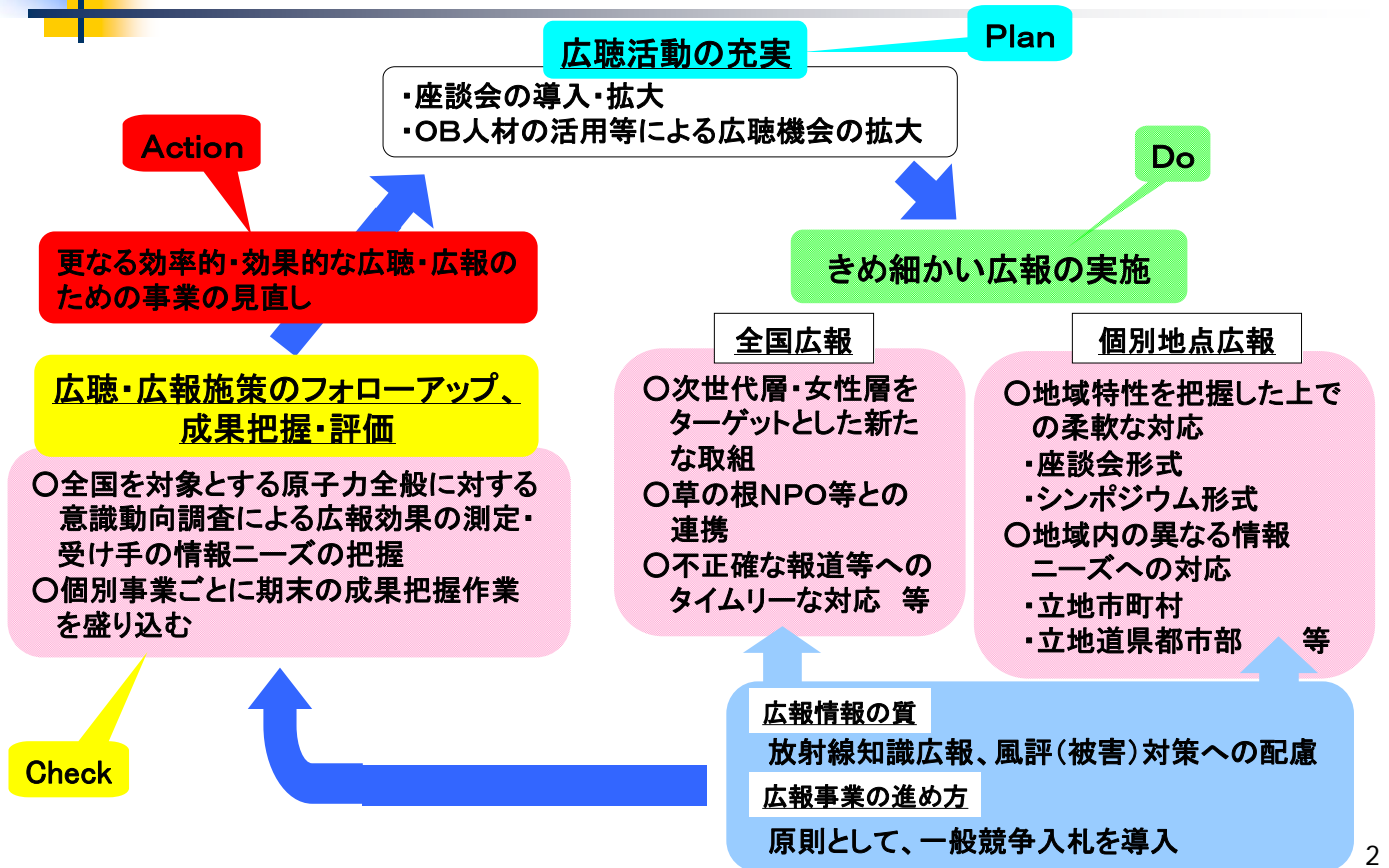 Plan
広聴活動の充実
・座談会の導入・拡大
・OB人材の活用等による広聴機会の拡大
Do
きめ細かい広報の実施
全国広報
○次世代層・女性層を
ターゲットとした新た
な取組
○草の根NPO等との
連携
○不正確な報道等への
タイムリーな対応　等
個別地点広報
○地域特性を把握した上で
の柔軟な対応
・座談会形式
・シンポジウム形式
○地域内の異なる情報
ニーズへの対応
・立地市町村
・立地道県都市部　　等
広報情報の質
放射線知識広報、風評（被害）対策への配慮
広報事業の進め方
原則として、一般競争入札を導入
Action
更なる効率的・効果的な広聴・広報の
ための事業の見直し
広聴・広報施策のフォローアップ、
成果把握・評価
○全国を対象とする原子力全般に対する
意識動向調査による広報効果の測定・
受け手の情報ニーズの把握
○個別事業ごとに期末の成果把握作業
を盛り込む
Check
2